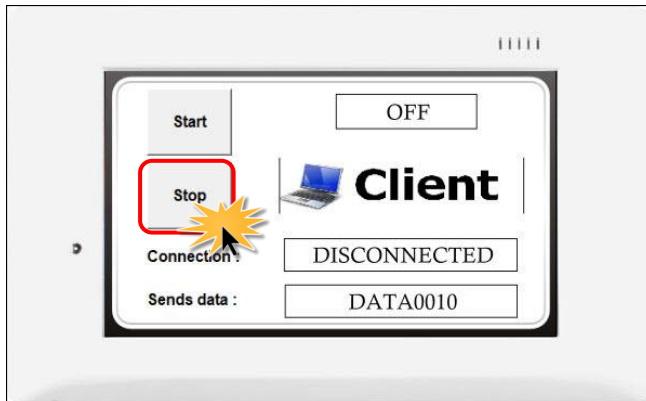 Start
OFF
Stop
Client
Connection :
DISCONNECTED
Sends data :
DATA0010